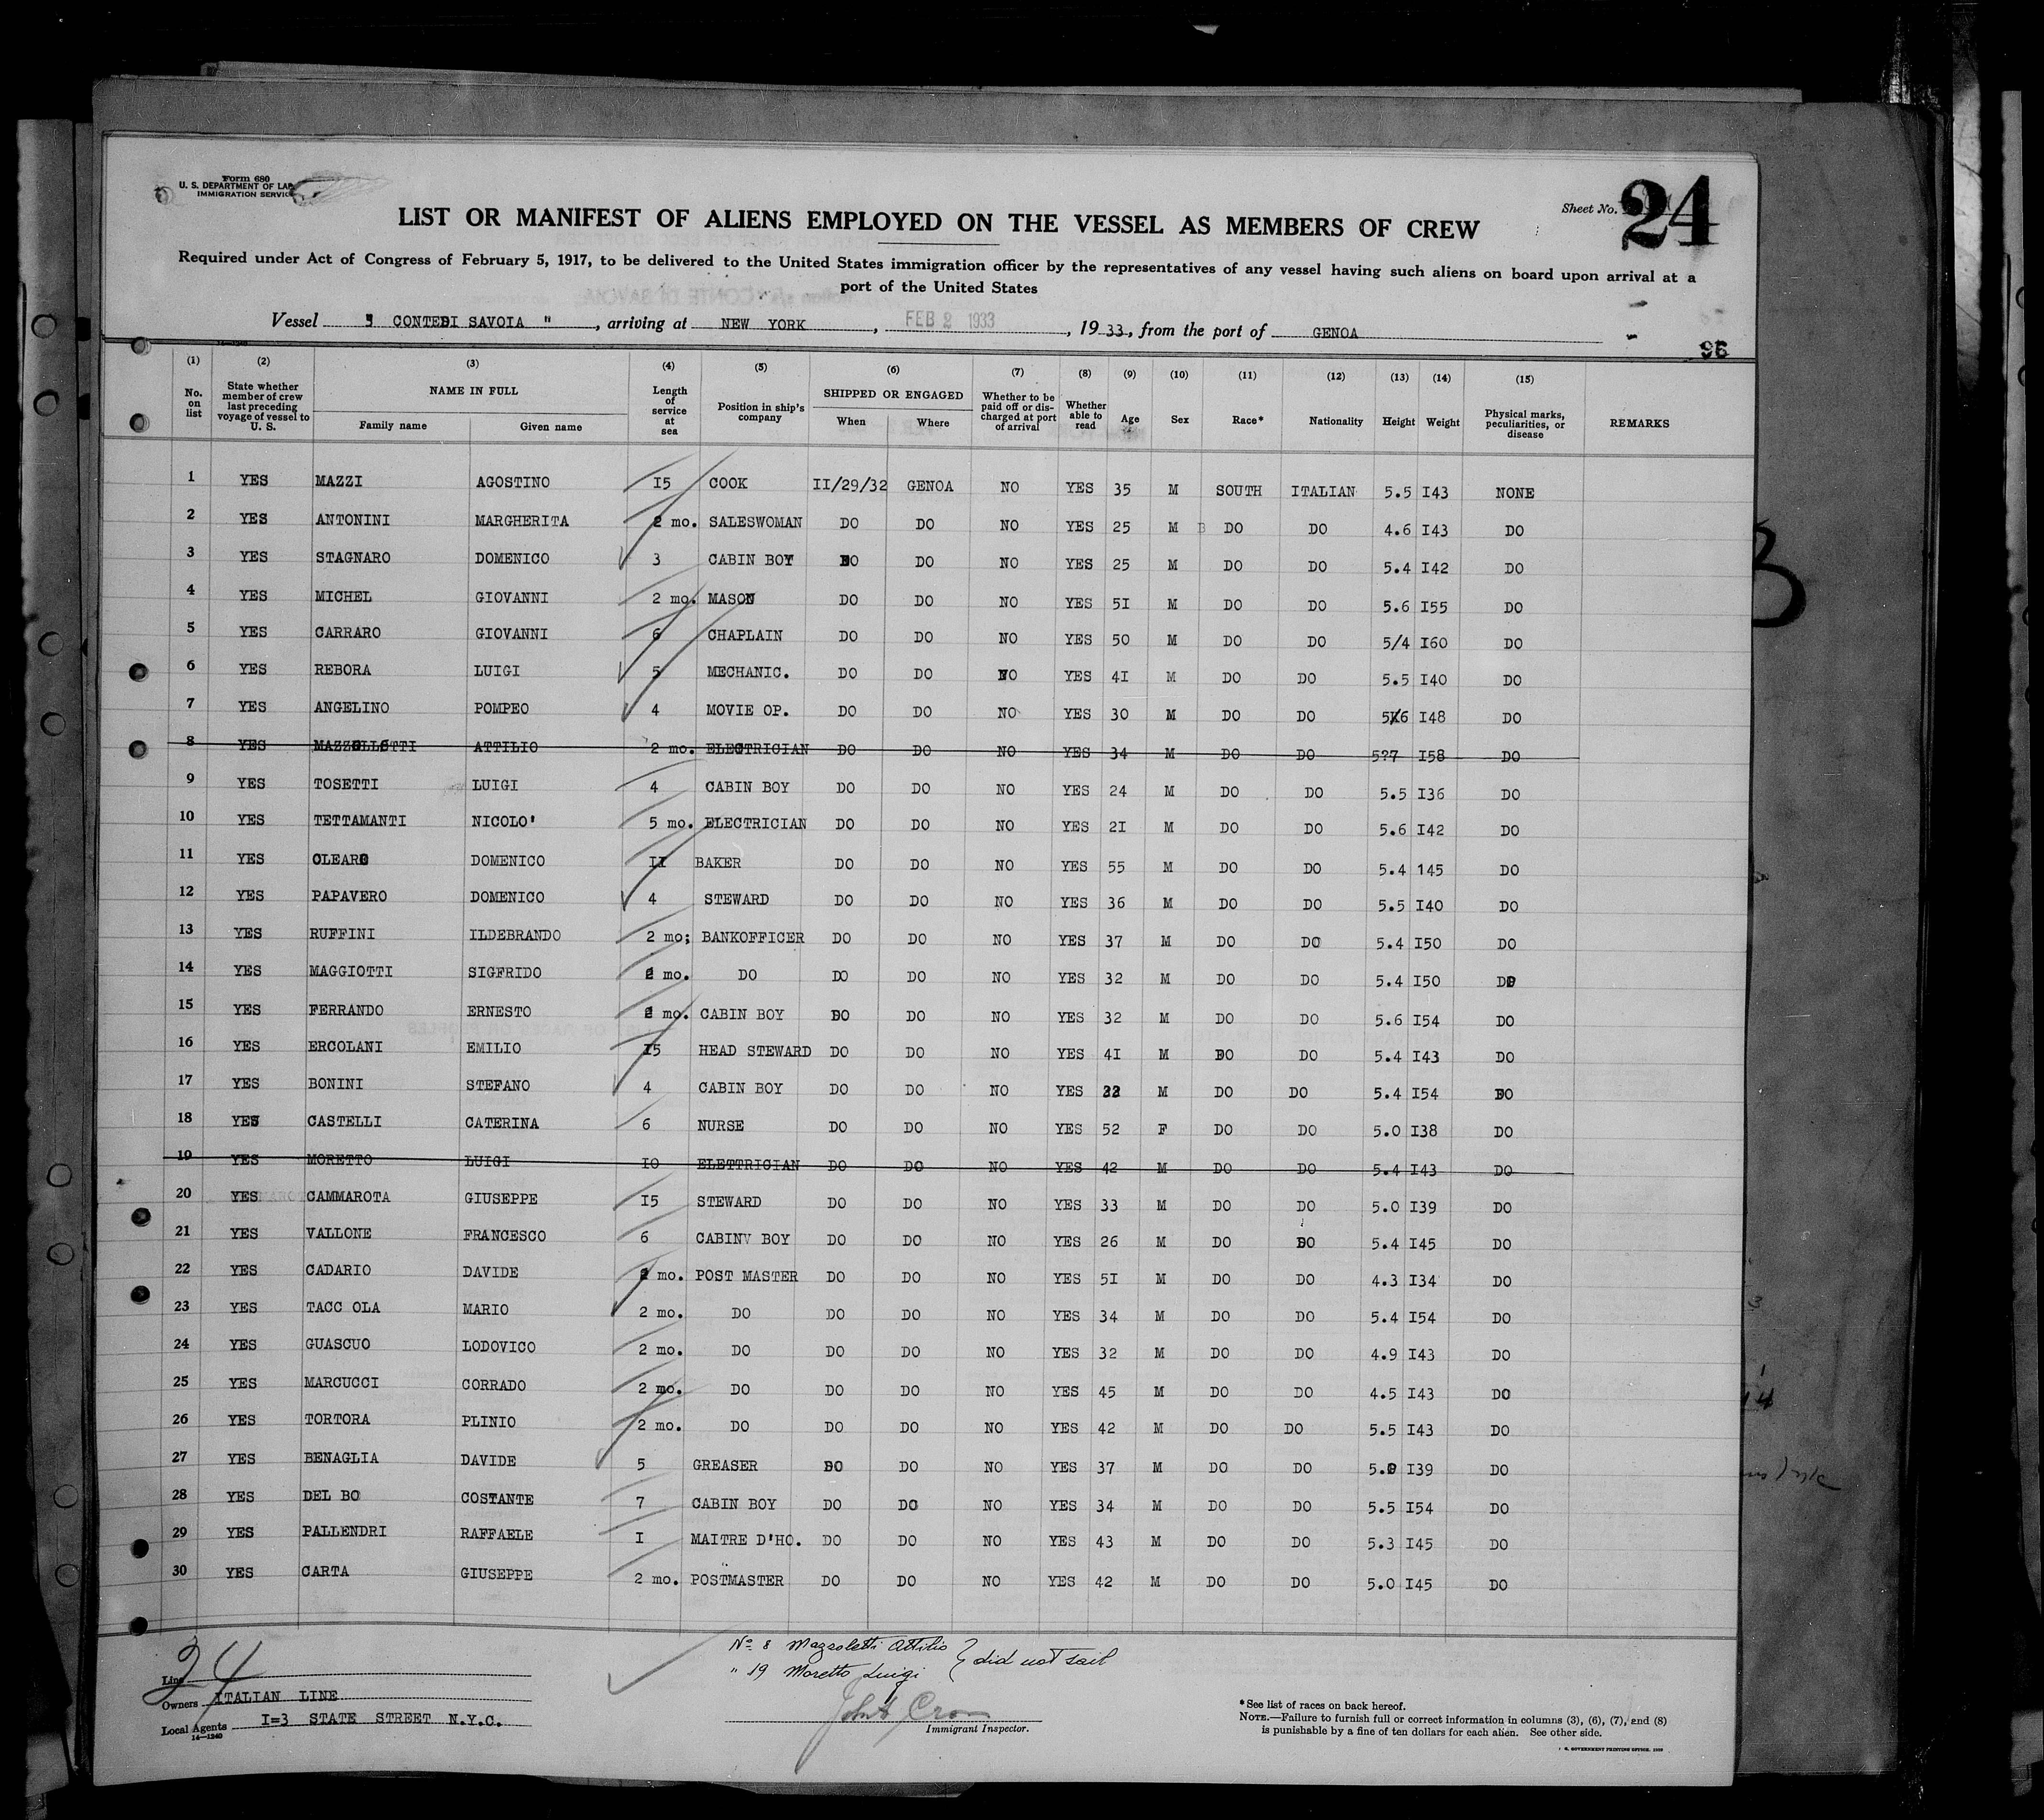 Form 680
U. S. DEPARTMENT OF LAB
IMMIGRATION SERVICE
Sheet No. 24
LIST OR MANIFEST OF ALIENS EMPLOYED ON THE VESSEL AS MEMBERS OF CREW
Required under Act of Congress of February 5, 1917, to be delivered to the United States immigration officer by the representatives of any vessel having such aliens on board upon arrival at a
port of the United States
Vessel " CONTE DI SAVOIA ", arriving at NEW YORK, FEB 2 1933, 1933, from the port of GENOA
96
(1) (2) (3) (4) (5) (6) (7) (8) (9) (10) (11) (12) (13) (14) (15)
No. on list State whether member of crew last preceding voyage of vessel to U. S. NAME IN FULL Family name Given name Length of service at sea Position in ship's company SHIPPED OR ENGAGED When Where Whether to be paid off or discharged at port of arrival Whether able to read Age Sex Race* Nationality Height Weight Physical marks, peculiarities, or disease REMARKS
1 YES MAZZI AGOSTINO I5 COOK II/29/32 GENOA NO YES 35 M SOUTH ITALIAN 5.5 I43 NONE
2 YES ANTONINI MARGHERITA 2 mo. SALESWOMAN DO DO NO YES 25 M DO DO 4.6 I43 DO
3 YES STAGNARO DOMENICO 3 CABIN BOY DO DO NO YES 25 M DO DO 5.4 I42 DO
4 YES MICHEL GIOVANNI 2 mo. MASON DO DO NO YES 5I M DO DO 5.6 I55 DO
5 YES CARRARO GIOVANNI 6 CHAPLAIN DO DO NO YES 50 M DO DO 5/4 I60 DO
6 YES REBORA LUIGI 5 MECHANIC. DO DO NO YES 4I M DO DO 5.5 I40 DO
7 YES ANGELINO POMPEO 4 MOVIE OP. DO DO NO YES 30 M DO DO 5.6 I48 DO
8 YES MAZZOLLOTTI ATTILIO 2 mo. ELECTRICIAN DO DO NO YES 34 M DO DO 5?7 I58 DO
9 YES TOSETTI LUIGI 4 CABIN BOY DO DO NO YES 24 M DO DO 5.5 I36 DO
10 YES TETTAMANTI NICOLO' 5 mo. ELECTRICIAN DO DO NO YES 2I M DO DO 5.6 I42 DO
11 YES OLEARO DOMENICO II BAKER DO DO NO YES 55 M DO DO 5.4 145 DO
12 YES PAPAVERO DOMENICO 4 STEWARD DO DO NO YES 36 M DO DO 5.5 I40 DO
13 YES RUFFINI ILDEBRANDO 2 mo; BANKOFFICER DO DO NO YES 37 M DO DO 5.4 I50 DO
14 YES MAGGIOTTI SIGFRIDO 2 mo. DO DO DO NO YES 32 M DO DO 5.4 I50 DO
15 YES FERRANDO ERNESTO 2 mo. CABIN BOY DO DO NO YES 32 M DO DO 5.6 I54 DO
16 YES ERCOLANI EMILIO I5 HEAD STEWARD DO DO NO YES 4I M DO DO 5.4 I43 DO
17 YES BONINI STEFANO 4 CABIN BOY DO DO NO YES M DO DO 5.4 I54 DO
18 YES CASTELLI CATERINA 6 NURSE DO DO NO YES 52 F DO DO 5.0 I38 DO
19 YES MORETTO LUIGI IO ELETTRICIAN DO DO NO YES 42 M DO DO 5.4 I43 DO
20 YES CAMMAROTA GIUSEPPE I5 STEWARD DO DO NO YES 33 M DO DO 5.0 I39 DO
21 YES VALLONE FRANCESCO 6 CABINV BOY DO DO NO YES 26 M DO DO 5.4 I45 DO
22 YES CADARIO DAVIDE 2 mo. POST MASTER DO DO NO YES 5I M DO DO 4.3 I34 DO
23 YES TACC OLA MARIO 2 mo. DO DO DO NO YES 34 M DO DO 5.4 I54 DO
24 YES GUASCUO LODOVICO 2 mo. DO DO DO NO YES 32 M DO DO 4.9 I43 DO
25 YES MARCUCCI CORRADO 2 mo. DO DO DO NO YES 45 M DO DO 4.5 I43 DO
26 YES TORTORA PLINIO 2 mo. DO DO DO NO YES 42 M DO DO 5.5 I43 DO
27 YES BENAGLIA DAVIDE 5 GREASER DO DO NO YES 37 M DO DO I39 DO
28 YES DEL BO COSTANTE 7 CABIN BOY DO DO NO YES 34 M DO DO 5.5 I54 DO
29 YES PALLENDRI RAFFAELE I MAITRE D'HO. DO DO NO YES 43 M DO DO 5.3 I45 DO
30 YES CARTA GIUSEPPE 2 mo. POSTMASTER DO DO NO YES 42 M DO DO 5.0 I45 DO
No. 8 Mazzoletti Attilio } did not sail
" 19 Moretto Luigi
24
Line
Owners ITALIAN LINE
Local Agents I=3 STATE STREET N.Y.C.
14—1240
Immigrant Inspector.
*See list of races on back hereof.
NOTE.—Failure to furnish full or correct information in columns (3), (6), (7), and (8)
is punishable by a fine of ten dollars for each alien. See other side.
U. S. GOVERNMENT PRINTING OFFICE.